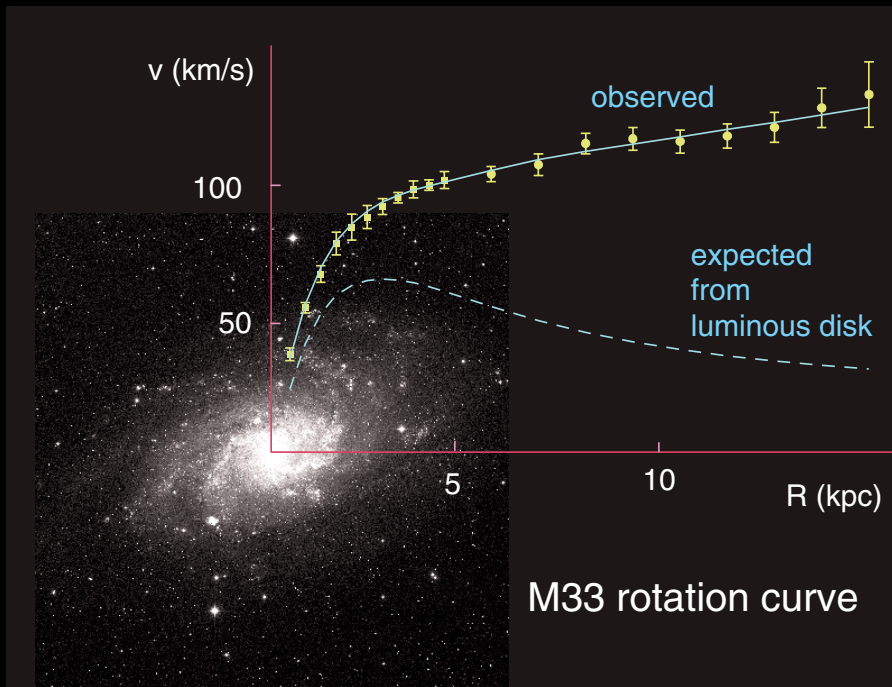 v (km/s)
observed
100
expected
from
luminous disk
50
5
10
R (kpc)
M33 rotation curve